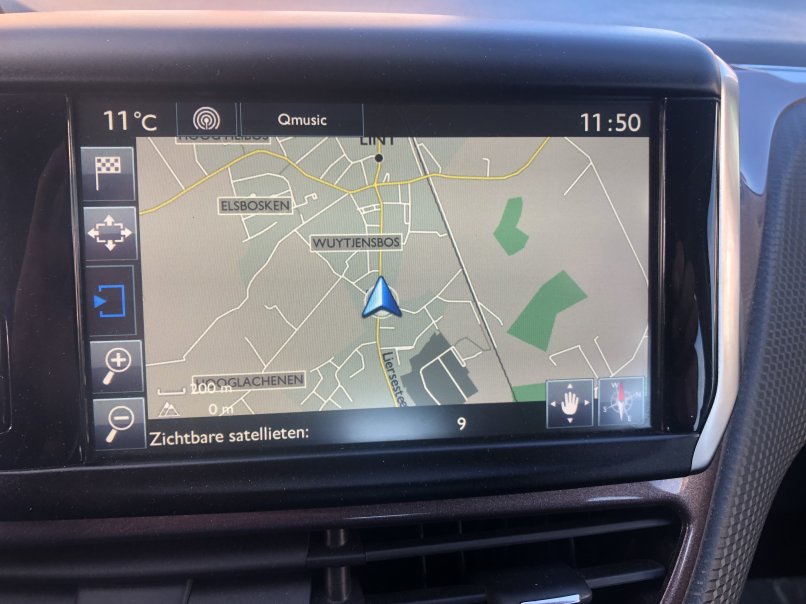 11°C
Qmusic
11:50
LINT
ELSBOSKEN
WUYTJENSBOS
HOOGLACHENEN
200 m
0 m
Zichtbare satellieten:
9
W
S
E